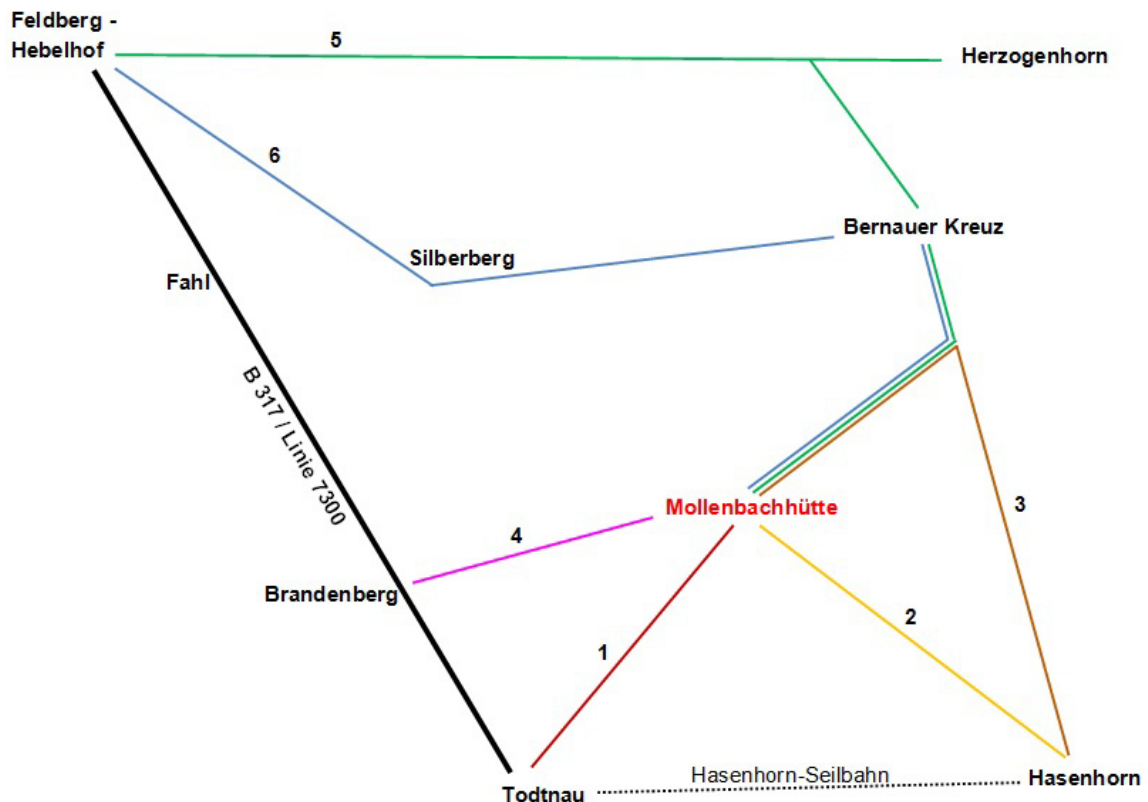 Feldberg -
Hebelhof
5
Herzogenhorn
6
Bernauer Kreuz
Silberberg
Fahl
B 317 / Linie 7300
Mollenbachhütte
3
4
Brandenberg
2
1
Hasenhorn-Seilbahn
Hasenhorn
Todtnau